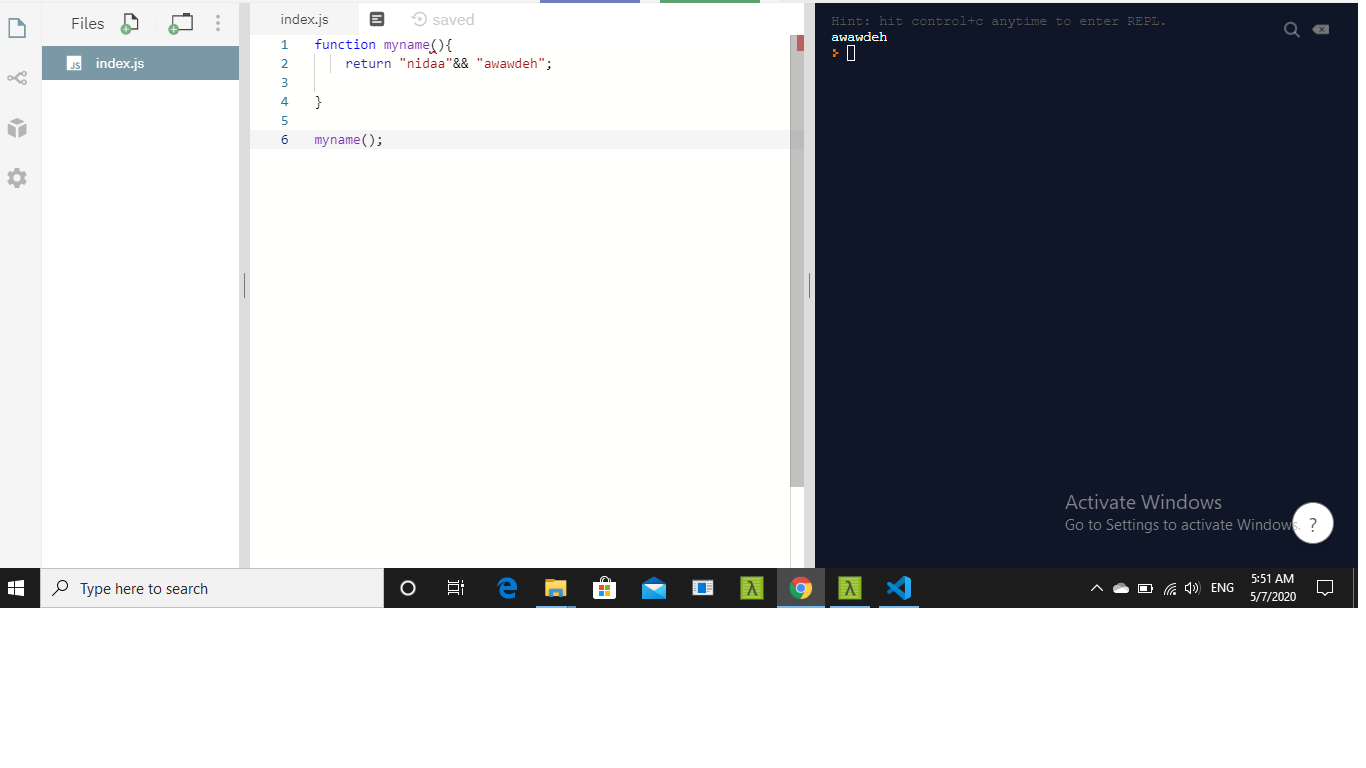 Files
index.js
index.js
saved
1 function myname(){
2 return "nidaa"&& "awawdeh";
3
4 }
5
6 myname();
Hint: hit control+c anytime to enter REPL.
awawdeh
Activate Windows
Go to Settings to activate Windows.
?
Type here to search
ENG
5:51 AM
5/7/2020